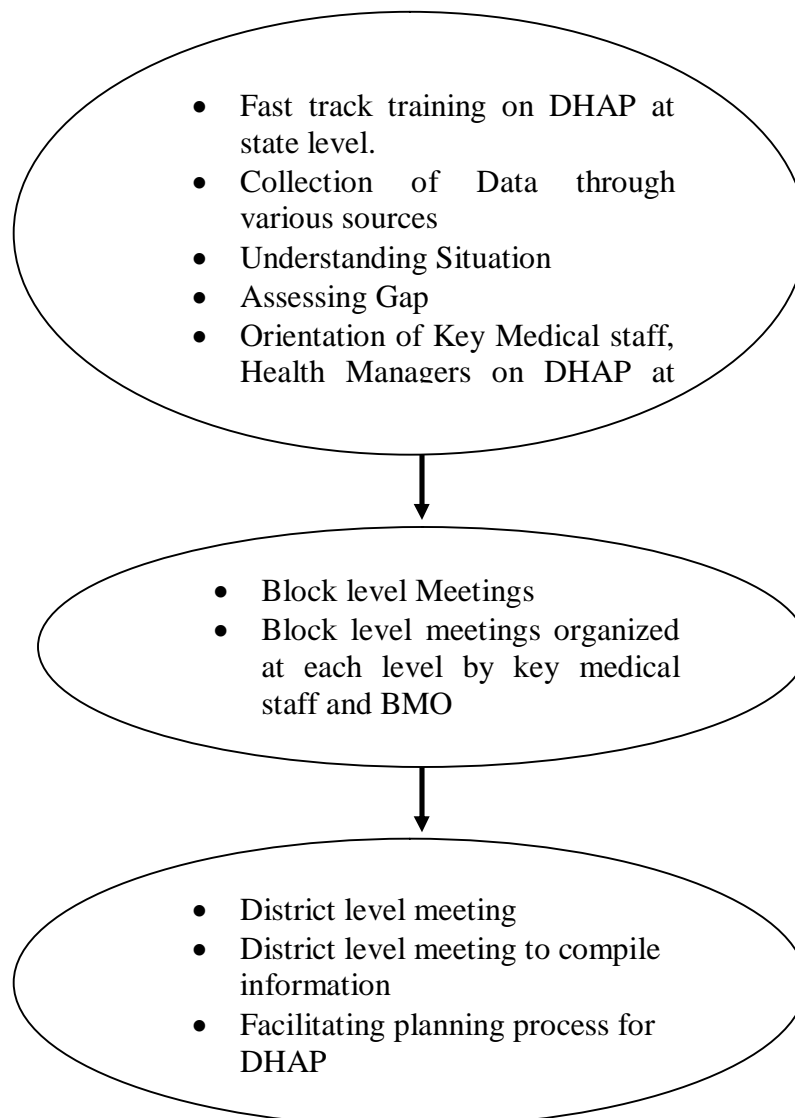 • Fast track training on DHAP at
state level.
• Collection of Data through
various sources
• Understanding Situation
• Assessing Gap
• Orientation of Key Medical staff,
Health Managers on DHAP at
• Block level Meetings
• Block level meetings organized
at each level by key medical
staff and BMO
• District level meeting
• District level meeting to compile
information
• Facilitating planning process for
DHAP